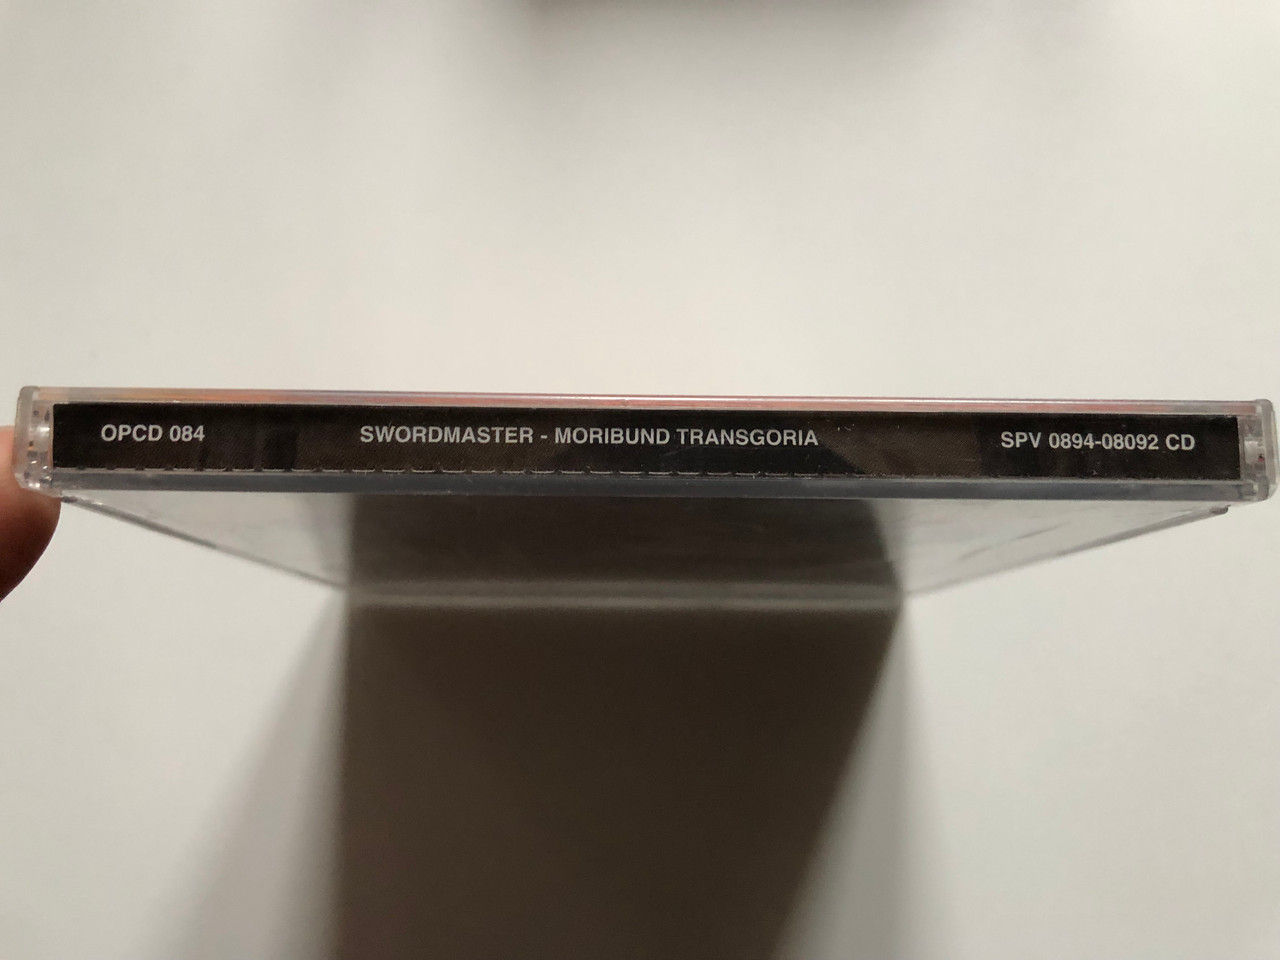 OPCD 084 SWORDMASTER - MORIBUND TRANSGORIA SPV 0894-08092 CD